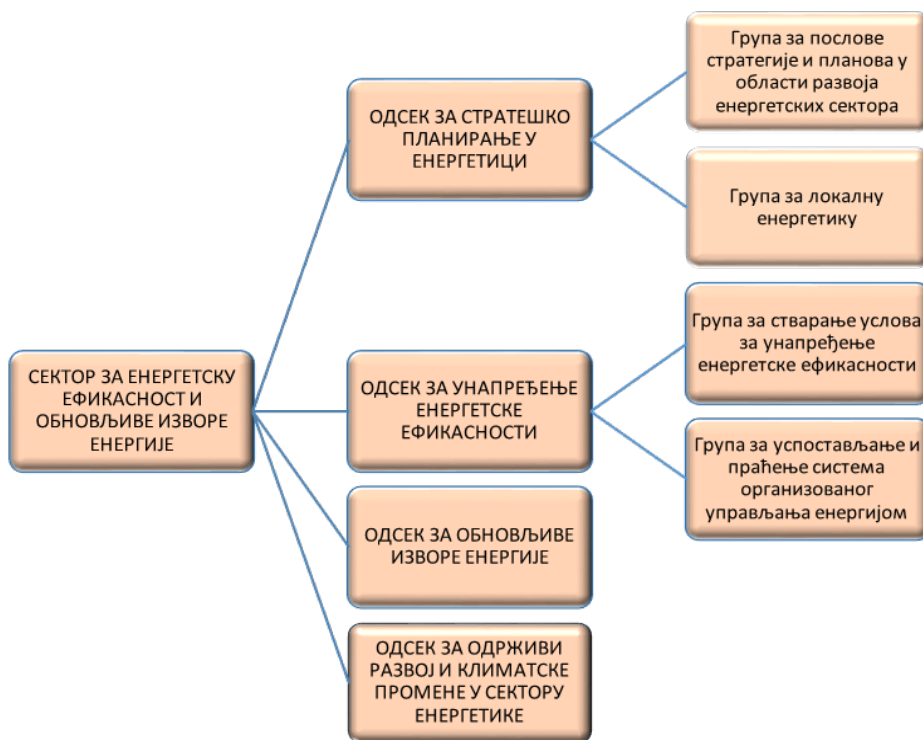 СЕКТОР ЗА ЕНЕРГЕТСКУ
ЕФИКАСНОСТ И
ОБНОВЉИВЕ ИЗВОРЕ
ЕНЕРГИЈЕ
ОДСЕК ЗА СТРАТЕШКО
ПЛАНИРАЊЕ У
ЕНЕРГЕТИЦИ
Група за послове
стратегије и планова у
области развоја
енергетских сектора
Група за локалну
енергетику
ОДСЕК ЗА УНАПРЕЂЕЊЕ
ЕНЕРГЕТСКЕ
ЕФИКАСНОСТИ
Група за стварање услова
за унапређење
енергетске ефикасности
Група за успостављање и
праћење система
организованог
управљања енергијом
ОДСЕК ЗА ОБНОВЉИВЕ
ИЗВОРЕ ЕНЕРГИЈЕ
ОДСЕК ЗА ОДРЖИВИ
РАЗВОЈ И КЛИМАТСКЕ
ПРОМЕНЕ У СЕКТОРУ
ЕНЕРГЕТИКЕ